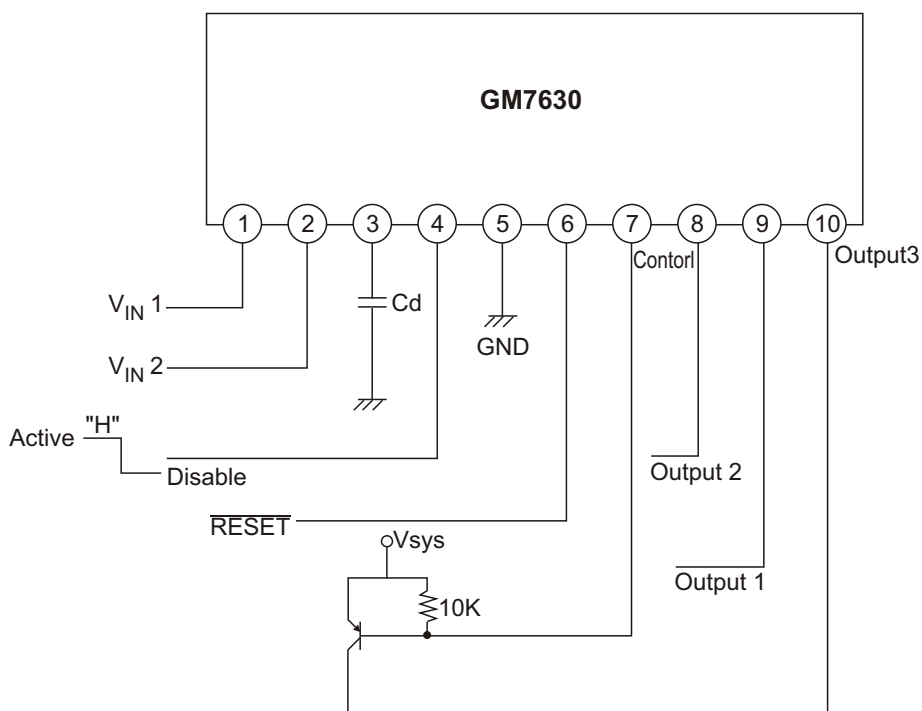 GM7630
1 2 3 4 5 6 7 8 9 10
Contorl
Output3
V_IN 1
Cd
GND
V_IN 2
"H"
Active
Disable
Output 2
RESET
Vsys
Output 1
10K